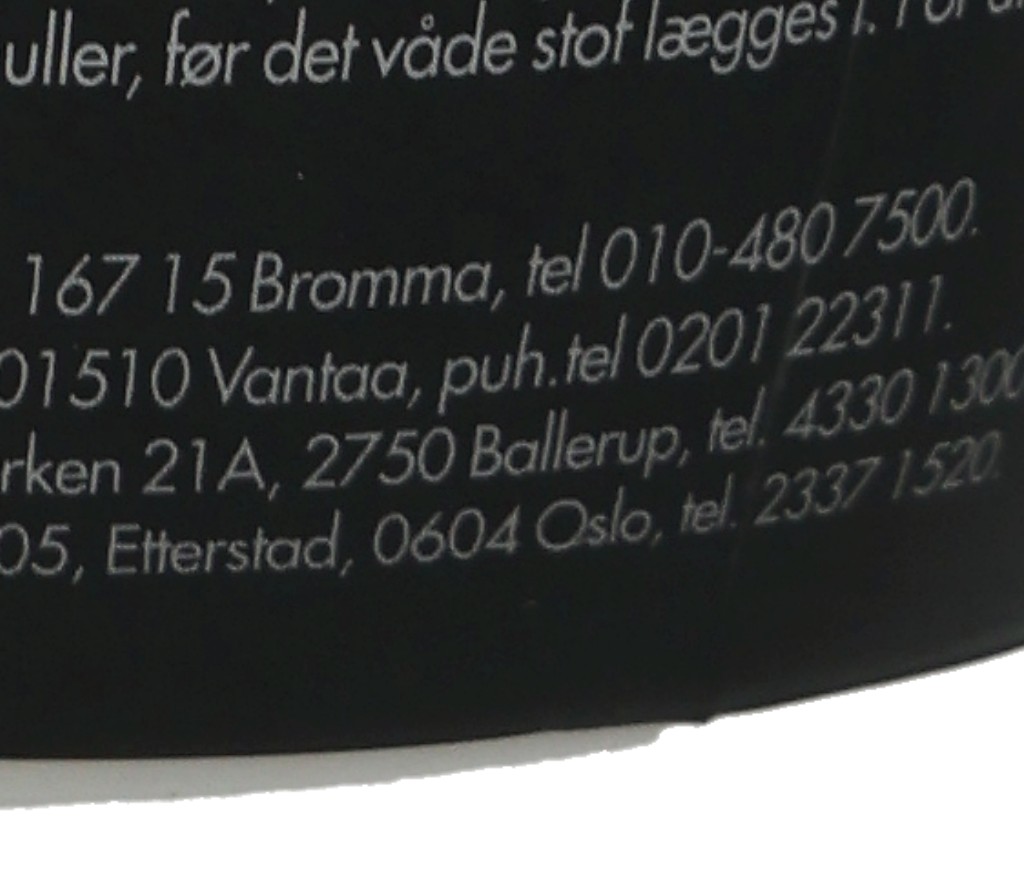 uller, før det våde stof lægges i. For
167 15 Bromma, tel 010-480 7500.
01510 Vantaa, puh.tel 0201 22311.
rken 21A, 2750 Ballerup, tel. 4330 1300
05, Etterstad, 0604 Oslo, tel. 2337 1520.